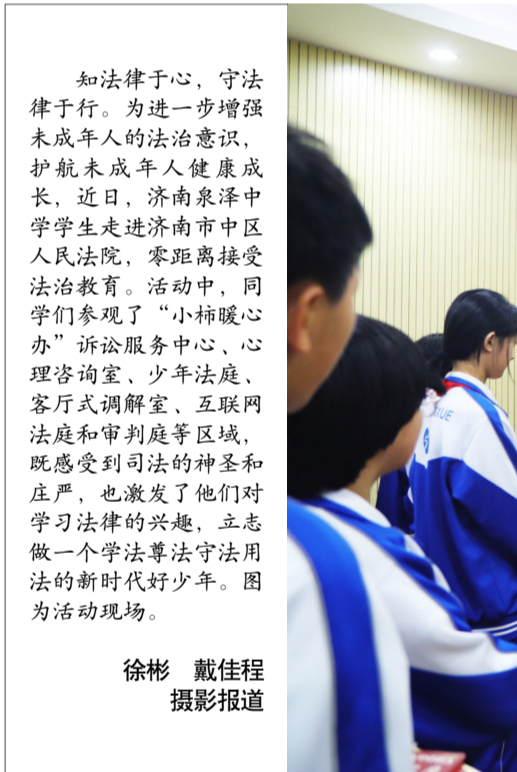 知法律于心，守法
律于行。为进一步增强
未成年人的法治意识，
护航未成年人健康成
长，近日，济南泉泽中
学学生走进济南市中区
人民法院，零距离接受
法治教育。活动中，同
学们参观了“小柿暖心
办”诉讼服务中心、心
理咨询室、少年法庭、
客厅式调解室、互联网
法庭和审判庭等区域，
既感受到司法的神圣和
庄严，也激发了他们对
学习法律的兴趣，立志
做一个学法尊法守法用
法的新时代好少年。图
为活动现场。
徐彬 戴佳程
摄影报道